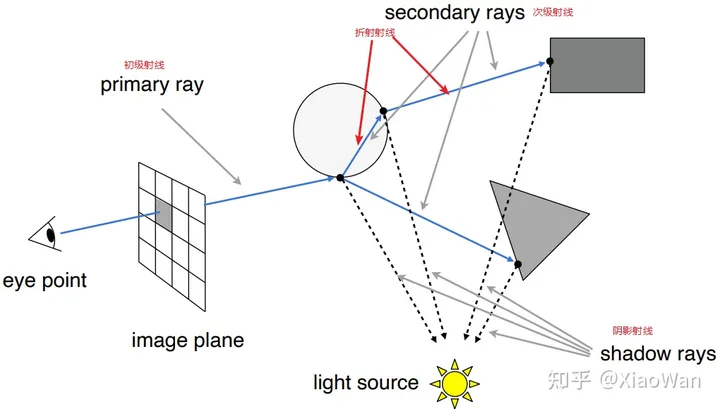 secondary rays 次级射线
折射射线
初级射线
primary ray
eye point
image plane
阴影射线
shadow rays
light source
知乎 @XiaoWan